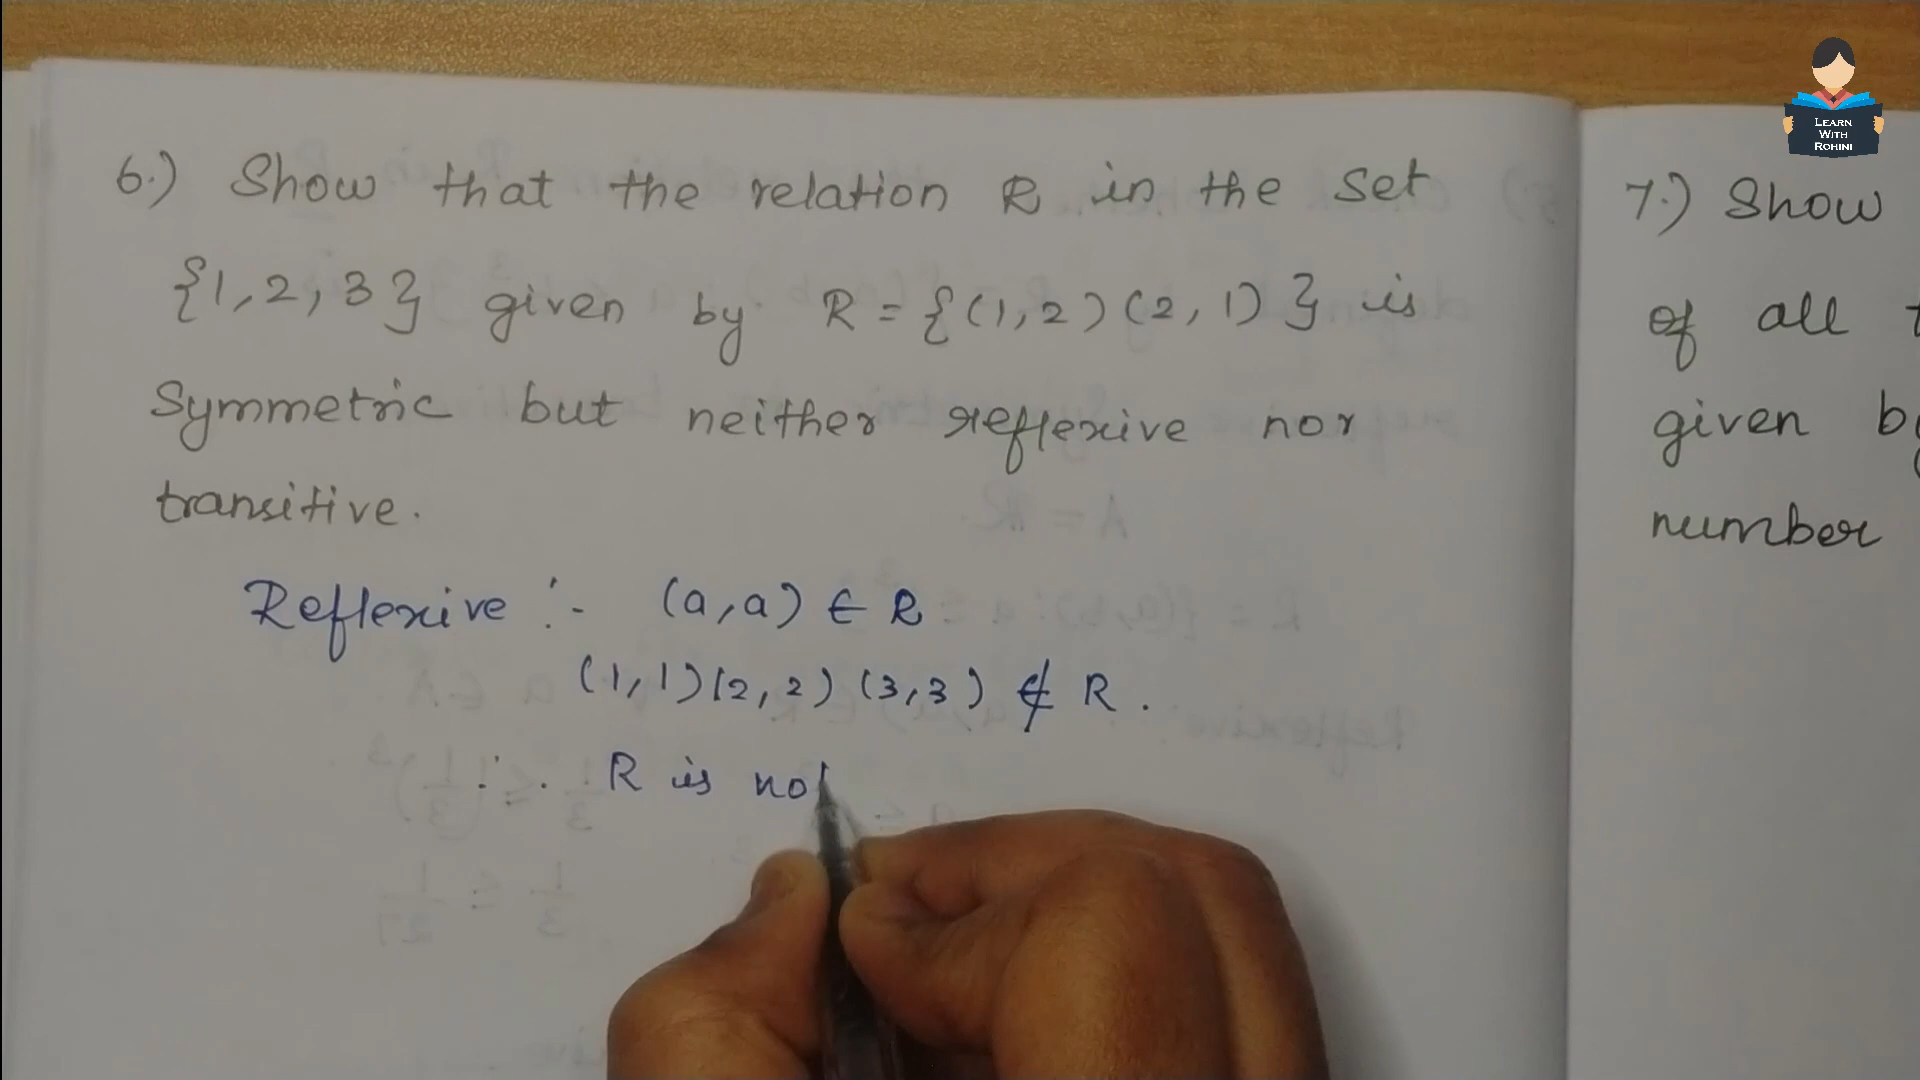 6.) Show that the relation R in the set
{1,2,3} given by R = {(1,2)(2,1)} is
Symmetric but neither reflexive nor
transitive.
Reflexive :- (a,a) ∈ R
(1,1)(2,2)(3,3) ∉ R.
∴ R is not
7.) Show
of all
given
number
LEARN
WITH
ROHINI